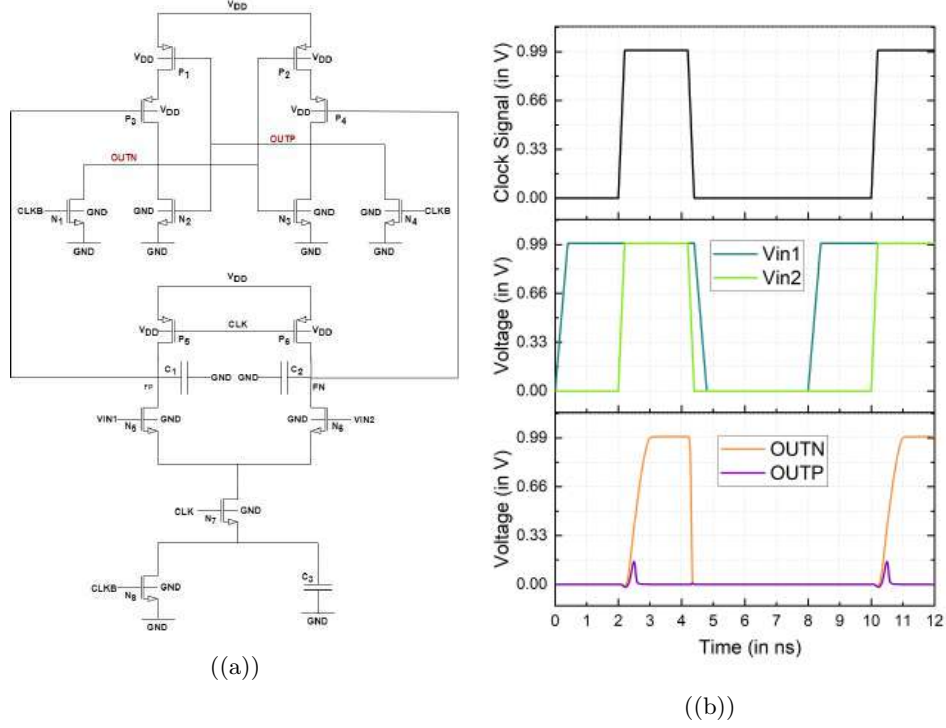 VDD
VDD
P1
VDD
P2
P3
VDD
VDD
P4
OUTN
OUTP
CLKB
N1
GND
GND
N2
N3
GND
GND
N4
CLKB
GND
GND
GND
GND
VDD
VDD
P5
CLK
P6
VDD
C1
GND
GND
C2
FP
FN
VIN1
N5
GND
GND
N6
VIN2
CLK
N7
GND
CLKB
N8
GND
C3
GND
GND
((a))
Clock Signal (in V)
0.99
0.66
0.33
0.00
Voltage (in V)
0.99
0.66
0.33
0.00
Vin1
Vin2
Voltage (in V)
0.99
0.66
0.33
0.00
OUTN
OUTP
0 1 2 3 4 5 6 7 8 9 10 11 12
Time (in ns)
((b))